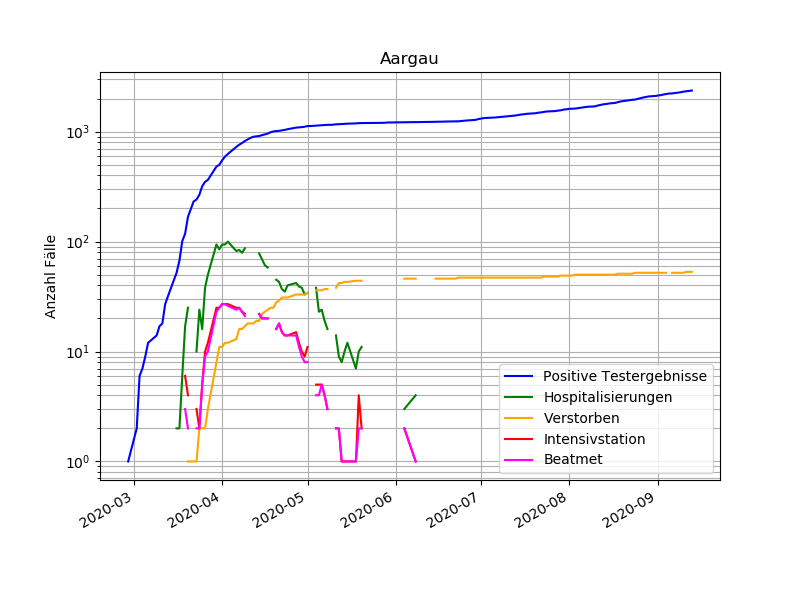 Aargau
Anzahl Fälle
10³
10²
10¹
10⁰
2020-03
2020-04
2020-05
2020-06
2020-07
2020-08
2020-09
Positive Testergebnisse
Hospitalisierungen
Verstorben
Intensivstation
Beatmet